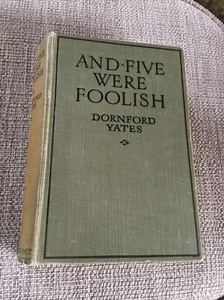 AND·FIVE
WERE
FOOLISH
DORNFORD
YATES